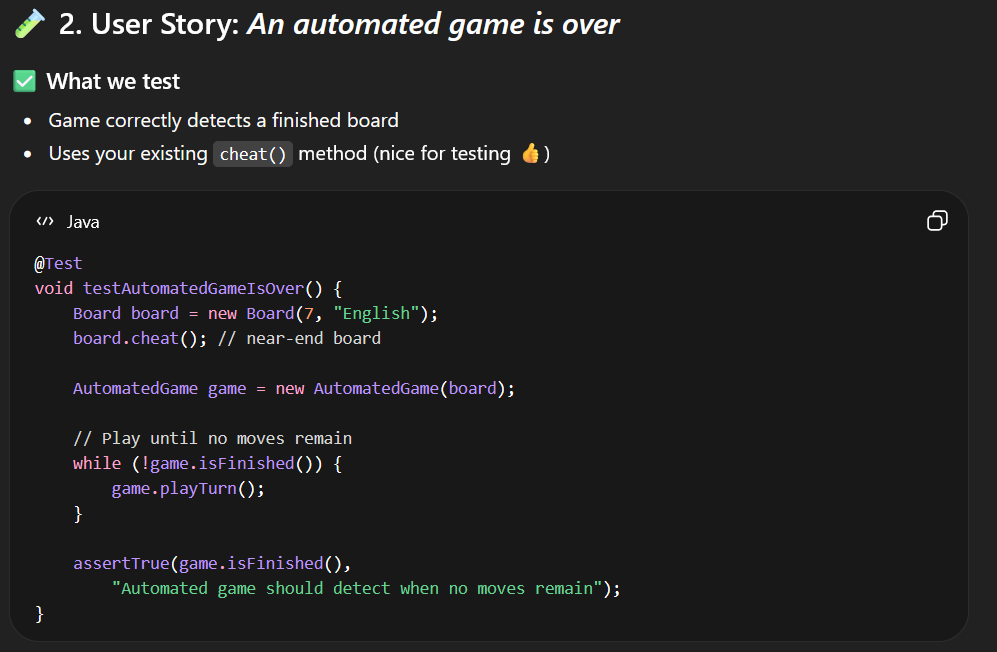 🧪 2. User Story: An automated game is over
✅ What we test
• Game correctly detects a finished board
• Uses your existing cheat() method (nice for testing 👍)
</> Java
@Test
void testAutomatedGameIsOver() {
    Board board = new Board(7, "English");
    board.cheat(); // near-end board

    AutomatedGame game = new AutomatedGame(board);

    // Play until no moves remain
    while (!game.isFinished()) {
        game.playTurn();
    }

    assertTrue(game.isFinished(),
        "Automated game should detect when no moves remain");
}